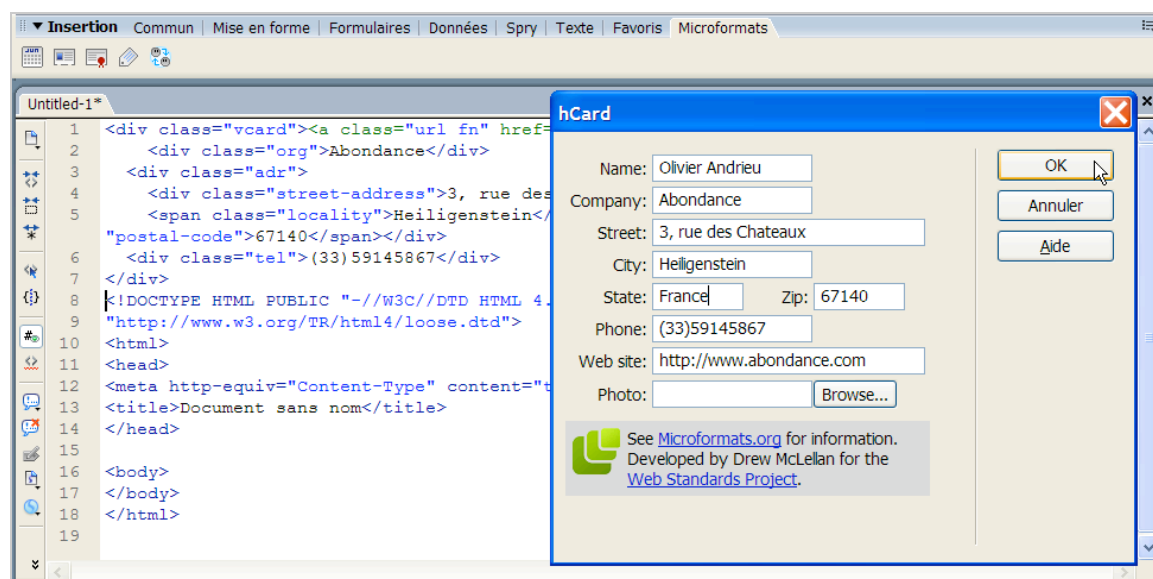 Insertion Commun | Mise en forme | Formulaires | Données | Spry | Texte | Favoris | Microformats
JUN
Untitled-1*
1 <div class="vcard"><a class="url fn" href=
2 <div class="org">Abondance</div>
3 <div class="adr">
4 <div class="street-address">3, rue des
5 <span class="locality">Heiligenstein</
"postal-code">67140</span></div>
6 <div class="tel">(33)59145867</div>
7 </div>
8 <!DOCTYPE HTML PUBLIC "-//W3C//DTD HTML 4.
9 "http://www.w3.org/TR/html4/loose.dtd">
10 <html>
11 <head>
12 <meta http-equiv="Content-Type" content="t
13 <title>Document sans nom</title>
14 </head>
15
16 <body>
17 </body>
18 </html>
19
hCard
Name: Olivier Andrieu
Company: Abondance
Street: 3, rue des Chateaux
City: Heiligenstein
State: France Zip: 67140
Phone: (33)59145867
Web site: http://www.abondance.com
Photo: Browse...
See Microformats.org for information.
Developed by Drew McLellan for the
Web Standards Project.
OK
Annuler
Aide